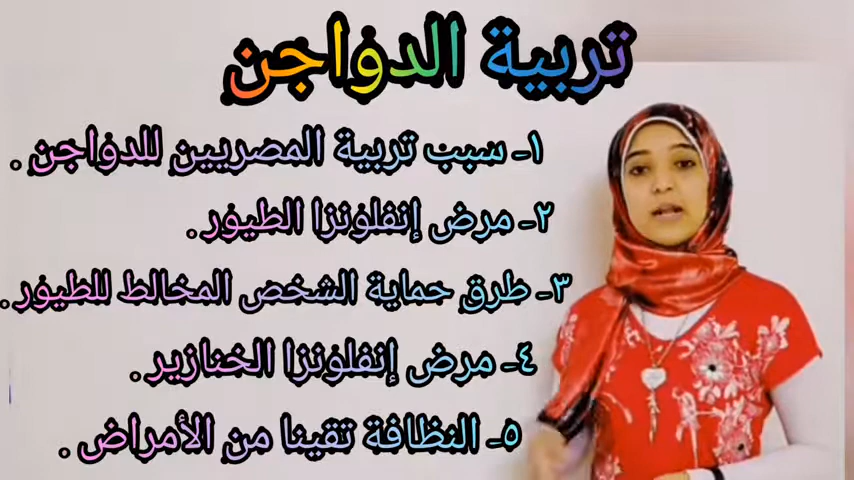 تربية الدواجن
١- سبب تربية المصريين للدواجن .
٢- مرض إنفلونزا الطيور .
٣- طرق حماية الشخص المخالط للطيور .
٤- مرض إنفلونزا الخنازير .
٥- النظافة تقينا من الأمراض .